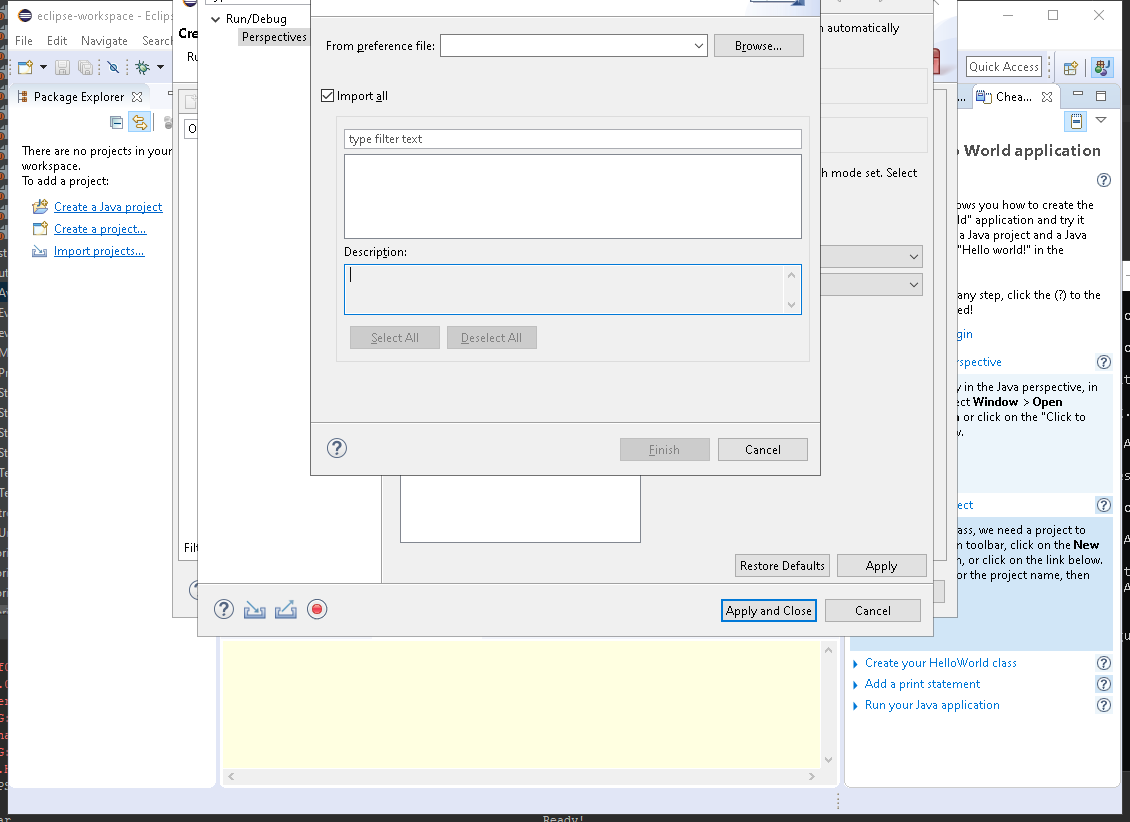 eclipse-workspace - Eclips
File Edit Navigate Search
Quick Access
Package Explorer
There are no projects in your
workspace.
To add a project:
Create a Java project
Create a project...
Import projects...
Cre
Ru
Run/Debug
Perspectives
From preference file:
Browse...
Import all
type filter text
Description:
Select All
Deselect All
Finish
Cancel
automatically
h mode set. Select
Filt
Restore Defaults
Apply
Apply and Close
Cancel
... Chea...
World application
ows you how to create the
ld" application and try it
a Java project and a Java
"Hello world!" in the
any step, click the (?) to the
ed!
gin
rspective
y in the Java perspective, in
ect Window > Open
or click on the "Click to
w.
ect
ass, we need a project to
n toolbar, click on the New
n, or click on the link below.
or the project name, then
Create your HelloWorld class
Add a print statement
Run your Java application
Ready!